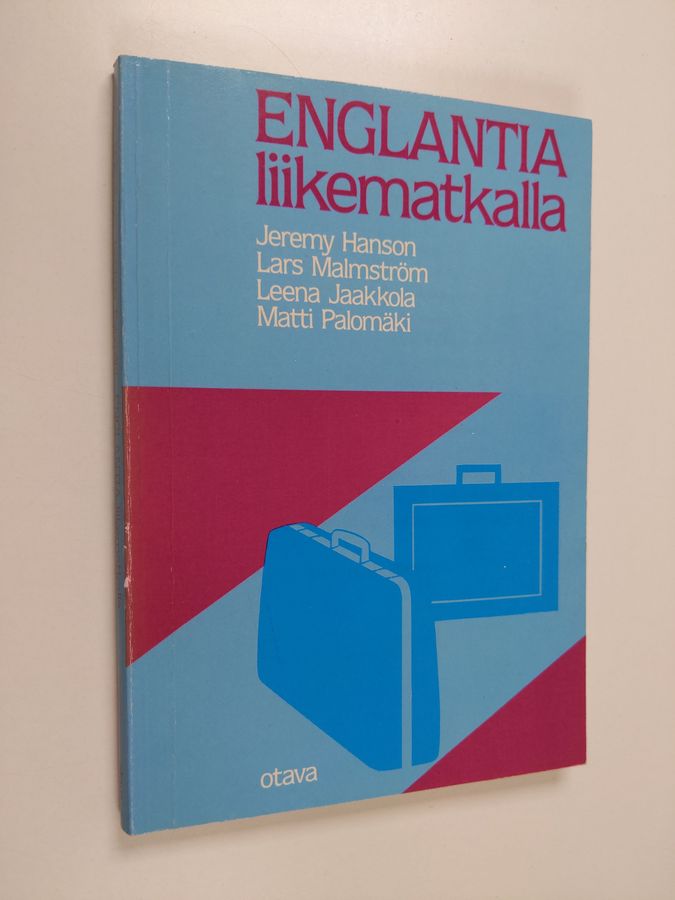 ENGLANTIA
liikematkalla
Jeremy Hanson
Lars Malmström
Leena Jaakkola
Matti Palomäki
otava